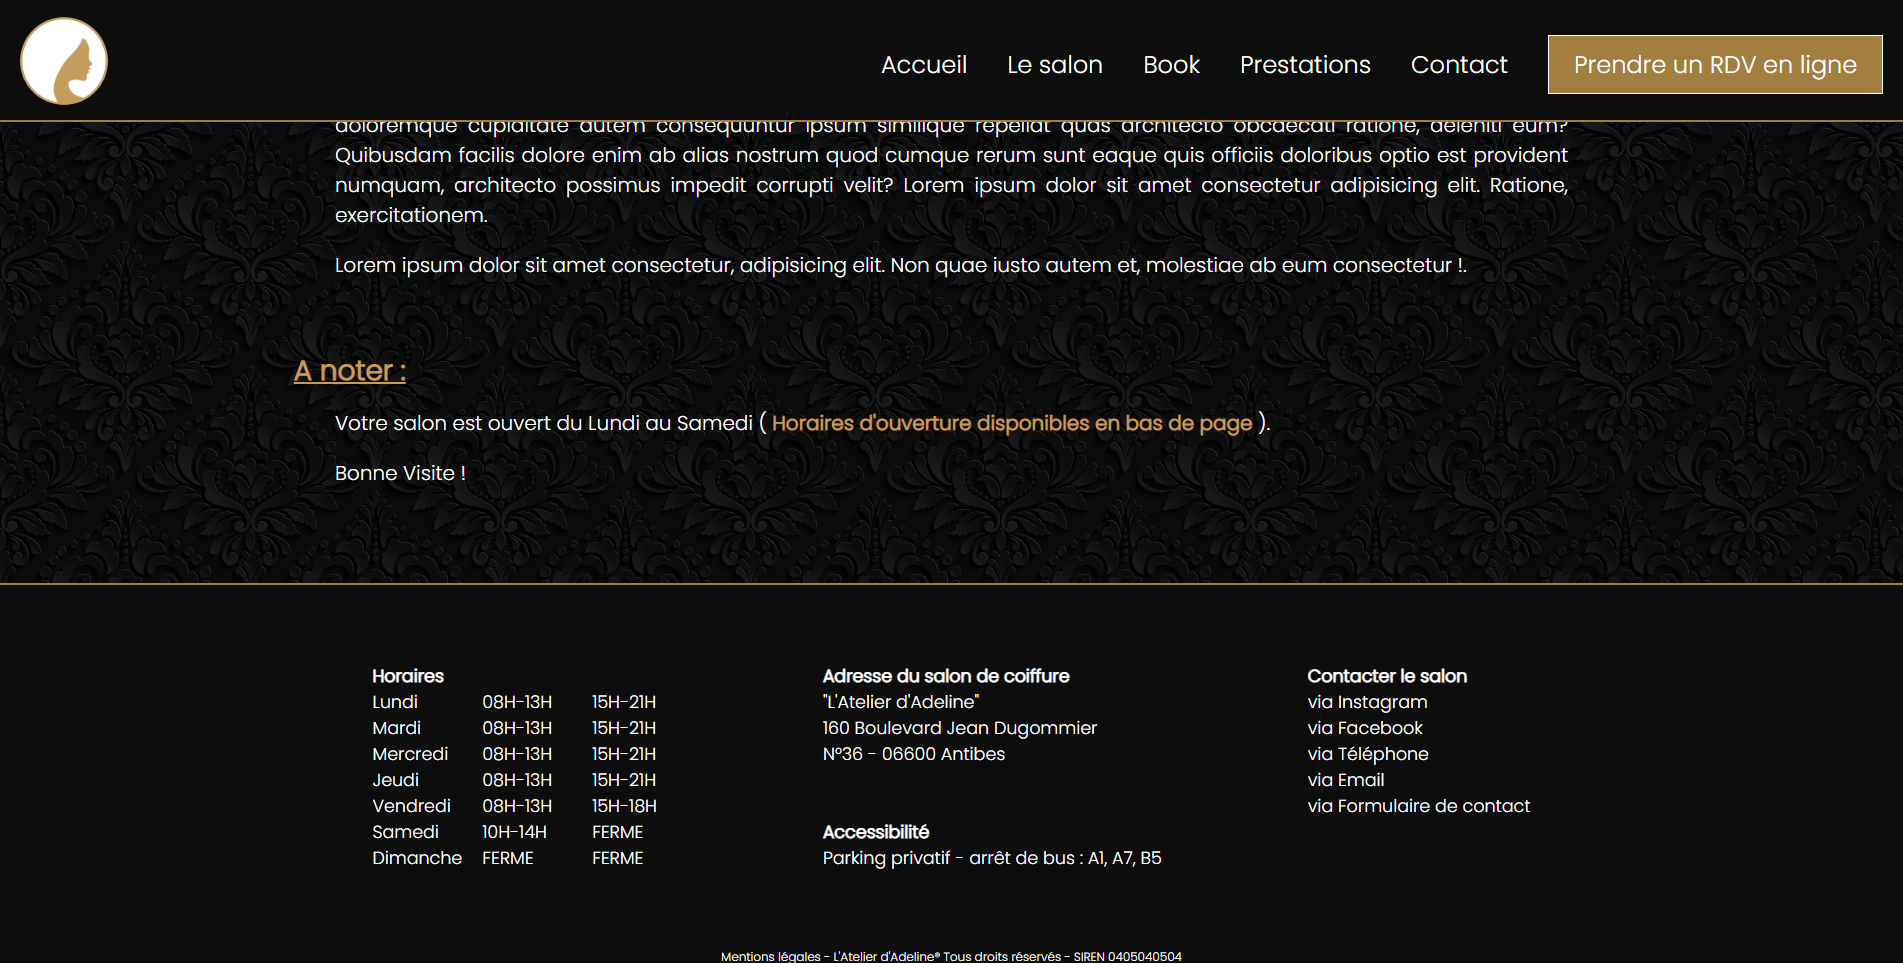 Accueil Le salon Book Prestations Contact Prendre un RDV en ligne
doloremque cupiditate autem consequuntur ipsum similique repellat quas architecto obcaecati ratione, deleniti eum?
Quibusdam facilis dolore enim ab alias nostrum quod cumque rerum sunt eaque quis officiis doloribus optio est provident
numquam, architecto possimus impedit corrupti velit? Lorem ipsum dolor sit amet consectetur adipisicing elit. Ratione,
exercitationem.
Lorem ipsum dolor sit amet consectetur, adipisicing elit. Non quae iusto autem et, molestiae ab eum consectetur !.
A noter :
Votre salon est ouvert du Lundi au Samedi ( Horaires d'ouverture disponibles en bas de page ).
Bonne Visite !
Horaires
Lundi 08H-13H 15H-21H
Mardi 08H-13H 15H-21H
Mercredi 08H-13H 15H-21H
Jeudi 08H-13H 15H-21H
Vendredi 08H-13H 15H-18H
Samedi 10H-14H FERME
Dimanche FERME FERME
Adresse du salon de coiffure
"L'Atelier d'Adeline"
160 Boulevard Jean Dugommier
N°36 - 06600 Antibes
Accessibilité
Parking privatif - arrêt de bus : A1, A7, B5
Contacter le salon
via Instagram
via Facebook
via Téléphone
via Email
via Formulaire de contact
Mentions légales - L'Atelier d'Adeline® Tous droits réservés - SIREN 0405040504